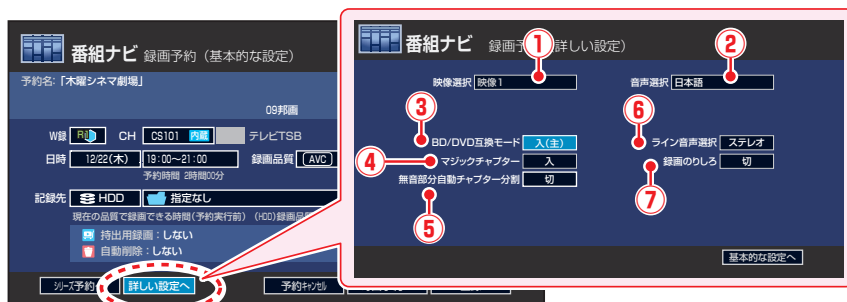 番組ナビ 録画予約（基本的な設定）
予約名:「木曜シネマ劇場」
09邦画
W録 R1 CH CS101 内蔵 テレビTSB
日時 12/22(木) 19:00〜21:00 録画品質 AVC
予約時間 2時間00分
記録先 HDD 指定なし
現在の品質で録画できる時間(予約実行前) (HDD)録画品
持出用録画：しない
自動削除：しない
シリーズ予約 詳しい設定へ 予約キャンセル
番組ナビ 録画予 詳しい設定）
① ②
映像選択 映像1 音声選択 日本語
③ ⑥
BD/DVD互換モード 入(主) ライン音声選択 ステレオ
④ マジックチャプター 入 録画のりしろ 切
無音部分自動チャプター分割 切
⑤ ⑦
基本的な設定へ